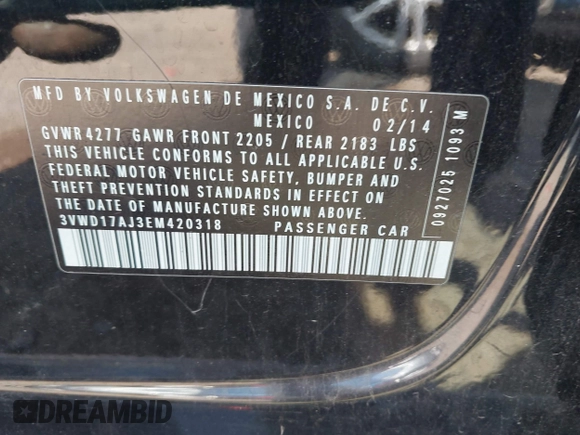 MFD BY VOLKSWAGEN DE MEXICO S.A. DE C.V.
MEXICO 02/14
GVWR 4277 GAWR FRONT 2205 / REAR 2183 LBS
THIS VEHICLE CONFORMS TO ALL APPLICABLE U.S.
FEDERAL MOTOR VEHICLE SAFETY, BUMPER AND
THEFT PREVENTION STANDARDS IN EFFECT ON
THE DATE OF MANUFACTURE SHOWN ABOVE.
3VWD17AJ3EM420318 PASSENGER CAR
0927025 1093 M
DREAMBID